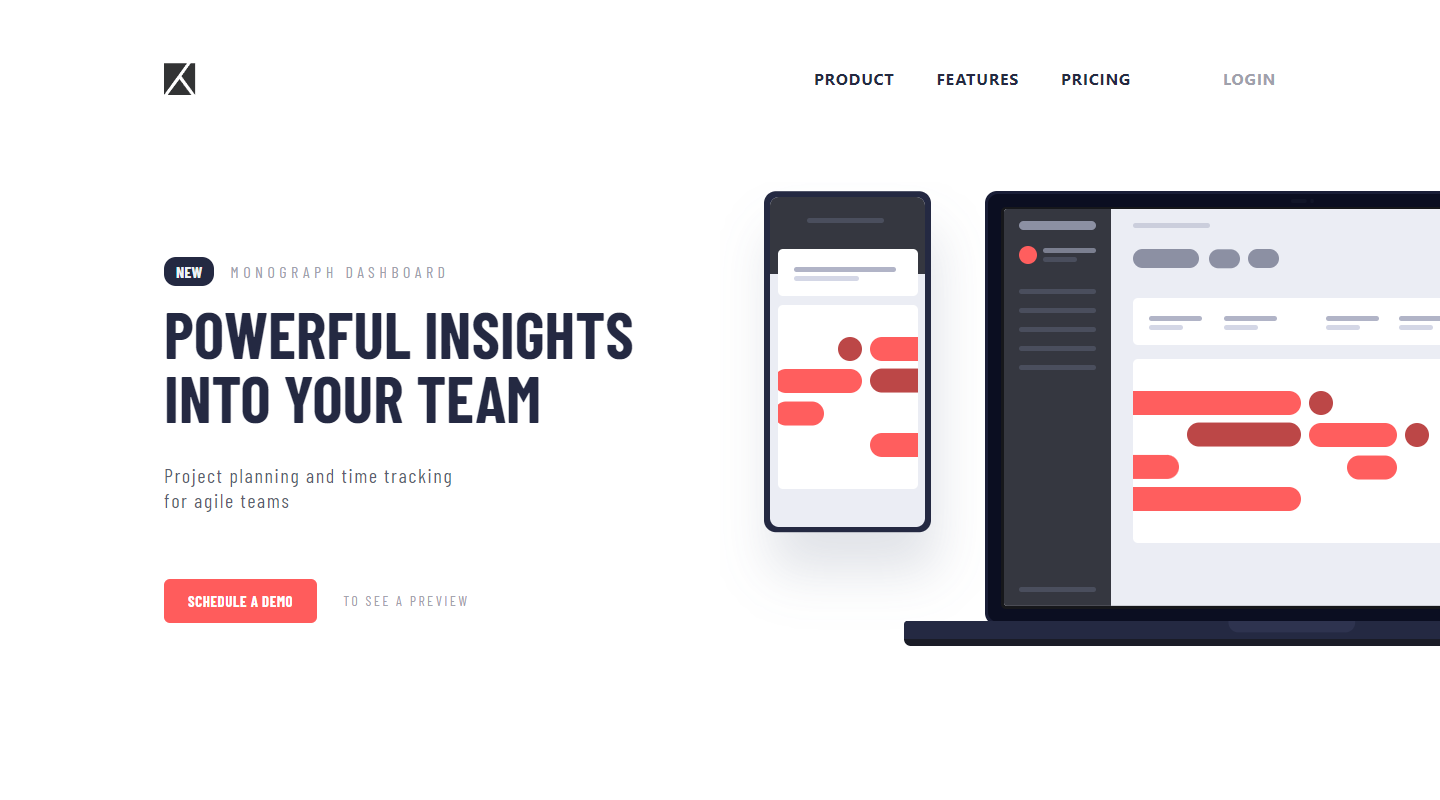 PRODUCT FEATURES PRICING LOGIN
NEW MONOGRAPH DASHBOARD
POWERFUL INSIGHTS
INTO YOUR TEAM
Project planning and time tracking
for agile teams
SCHEDULE A DEMO TO SEE A PREVIEW